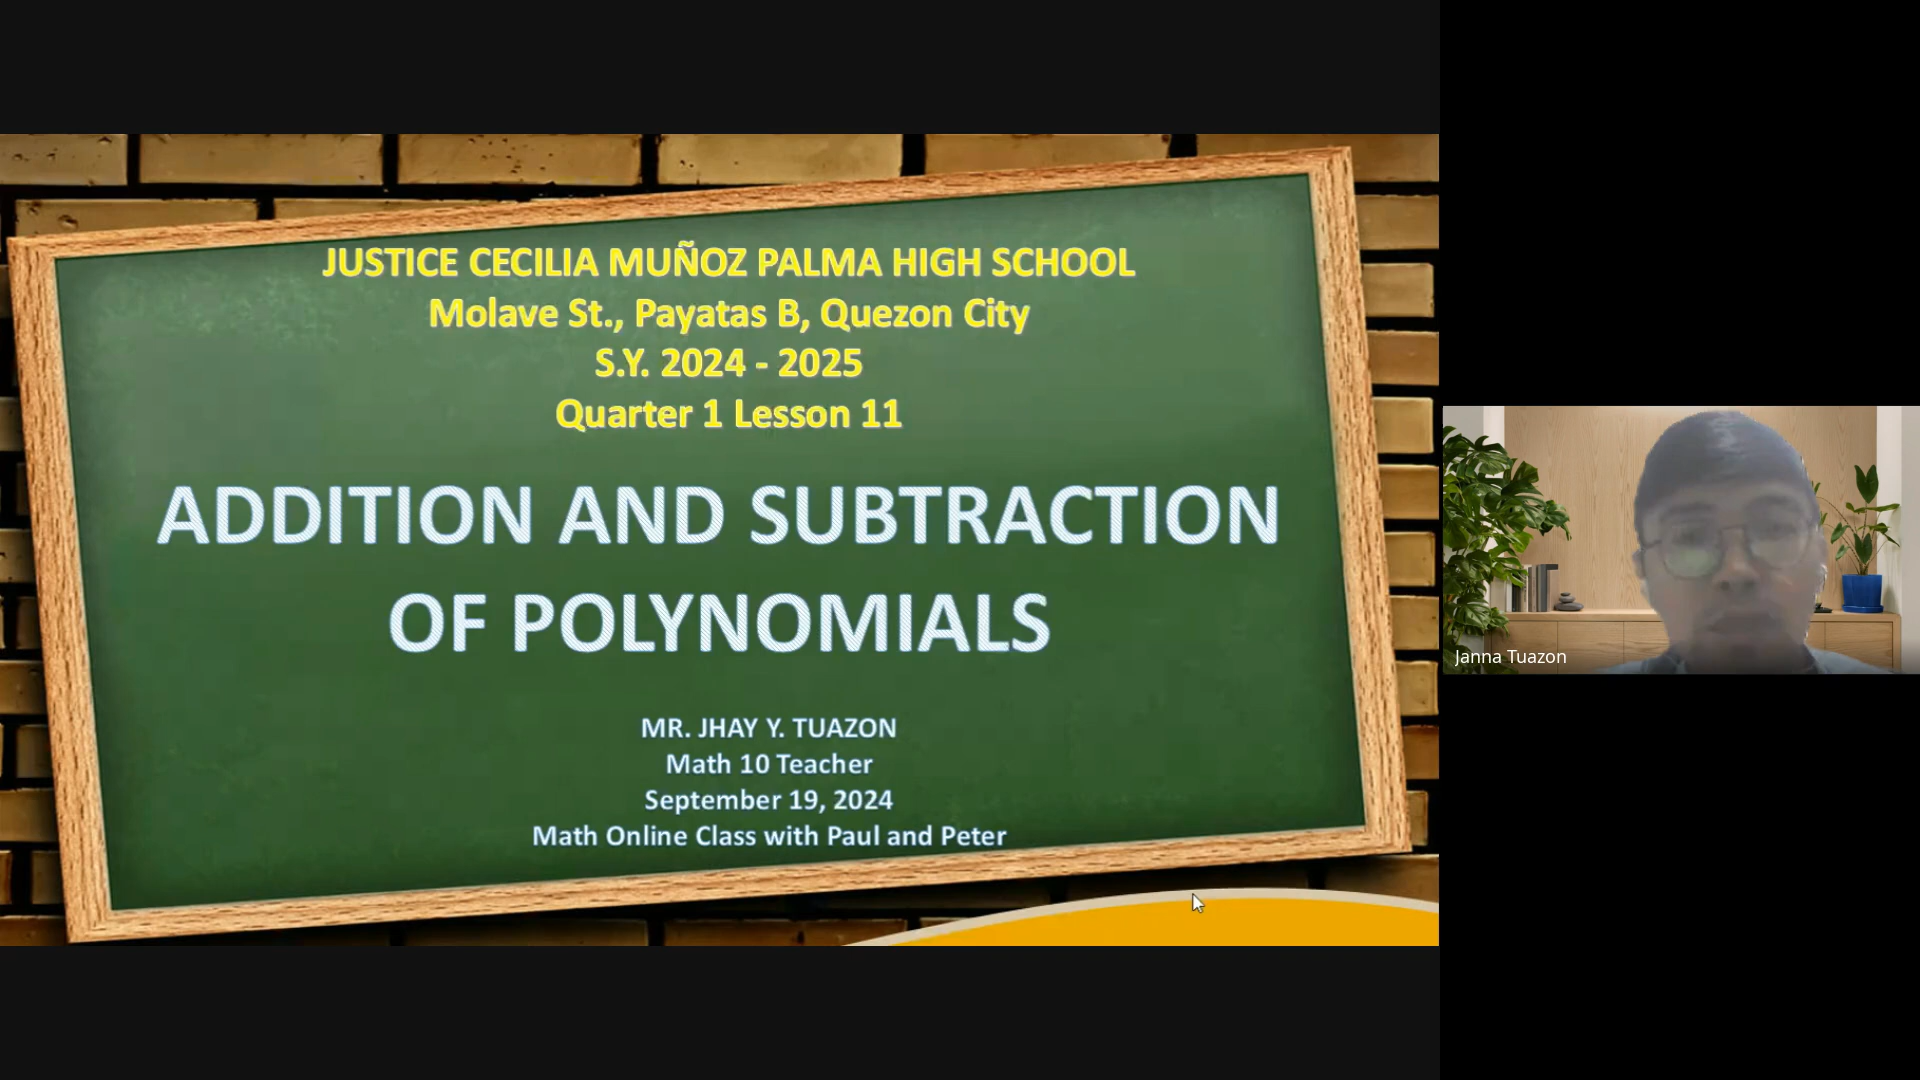 JUSTICE CECILIA MUÑOZ PALMA HIGH SCHOOL
Molave St., Payatas B, Quezon City
S.Y. 2024 - 2025
Quarter 1 Lesson 11
ADDITION AND SUBTRACTION
OF POLYNOMIALS
MR. JHAY Y. TUAZON
Math 10 Teacher
September 19, 2024
Math Online Class with Paul and Peter
Janna Tuazon